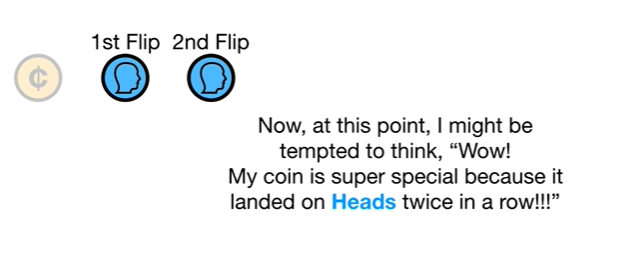 1st Flip 2nd Flip
¢
Now, at this point, I might be
tempted to think, “Wow!
My coin is super special because it
landed on Heads twice in a row!!!”